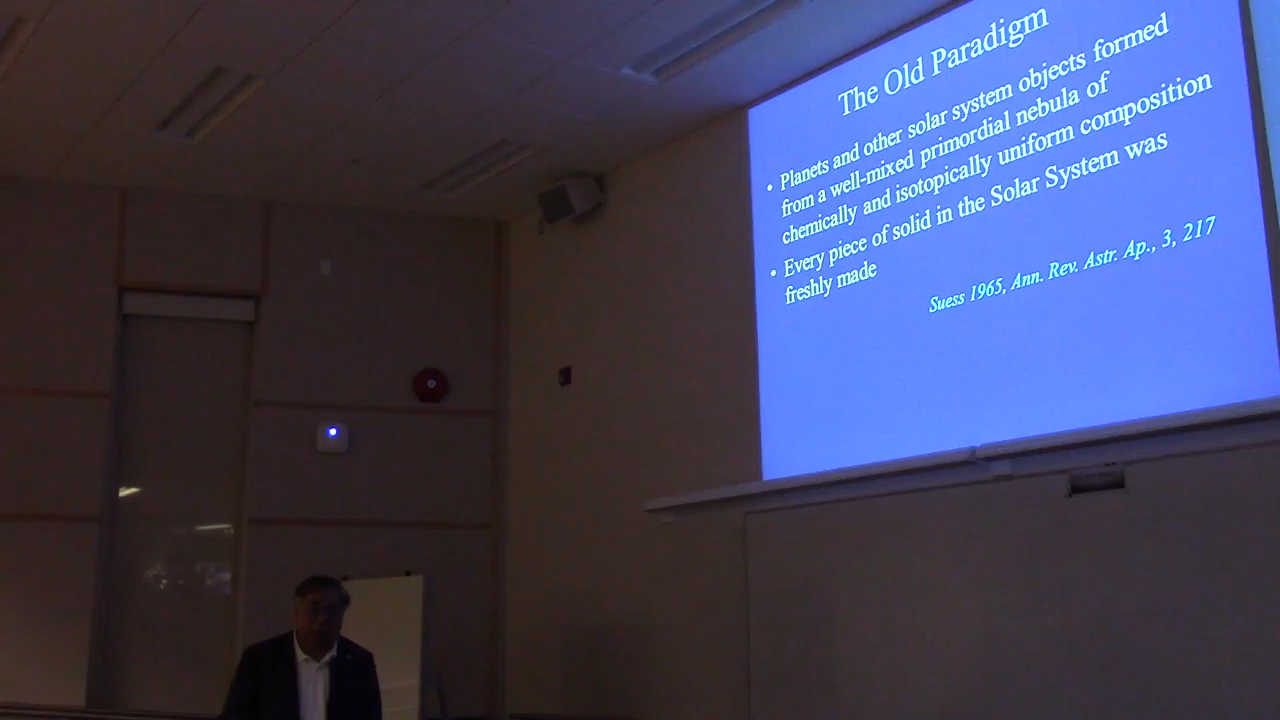 The Old Paradigm
• Planets and other solar system objects formed
from a well-mixed primordial nebula of
chemically and isotopically uniform composition
• Every piece of solid in the Solar System was
freshly made
Suess 1965, Ann. Rev. Astr. Ap., 3, 217